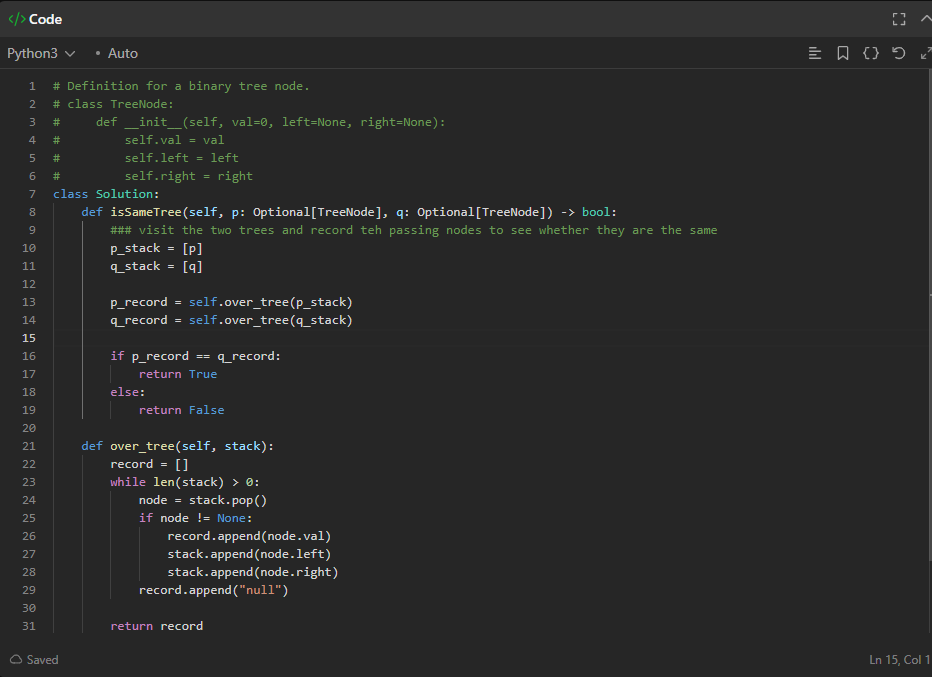 </> Code
Python3 • Auto
1 # Definition for a binary tree node.
2 # class TreeNode:
3 #     def __init__(self, val=0, left=None, right=None):
4 #         self.val = val
5 #         self.left = left
6 #         self.right = right
7 class Solution:
8     def isSameTree(self, p: Optional[TreeNode], q: Optional[TreeNode]) -> bool:
9         ### visit the two trees and record teh passing nodes to see whether they are the same
10         p_stack = [p]
11         q_stack = [q]
12
13         p_record = self.over_tree(p_stack)
14         q_record = self.over_tree(q_stack)
15
16         if p_record == q_record:
17             return True
18         else:
19             return False
20
21     def over_tree(self, stack):
22         record = []
23         while len(stack) > 0:
24             node = stack.pop()
25             if node != None:
26                 record.append(node.val)
27                 stack.append(node.left)
28                 stack.append(node.right)
29             record.append("null")
30
31         return record
Saved
Ln 15, Col 1